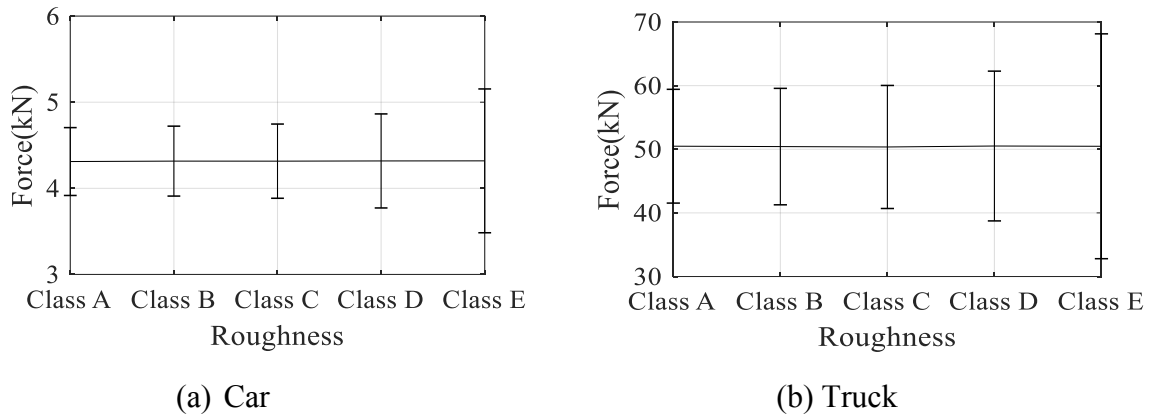 6
5
4
3
Force(kN)
Class A Class B Class C Class D Class E
Roughness
(a) Car
70
60
50
40
30
Force(kN)
Class A Class B Class C Class D Class E
Roughness
(b) Truck